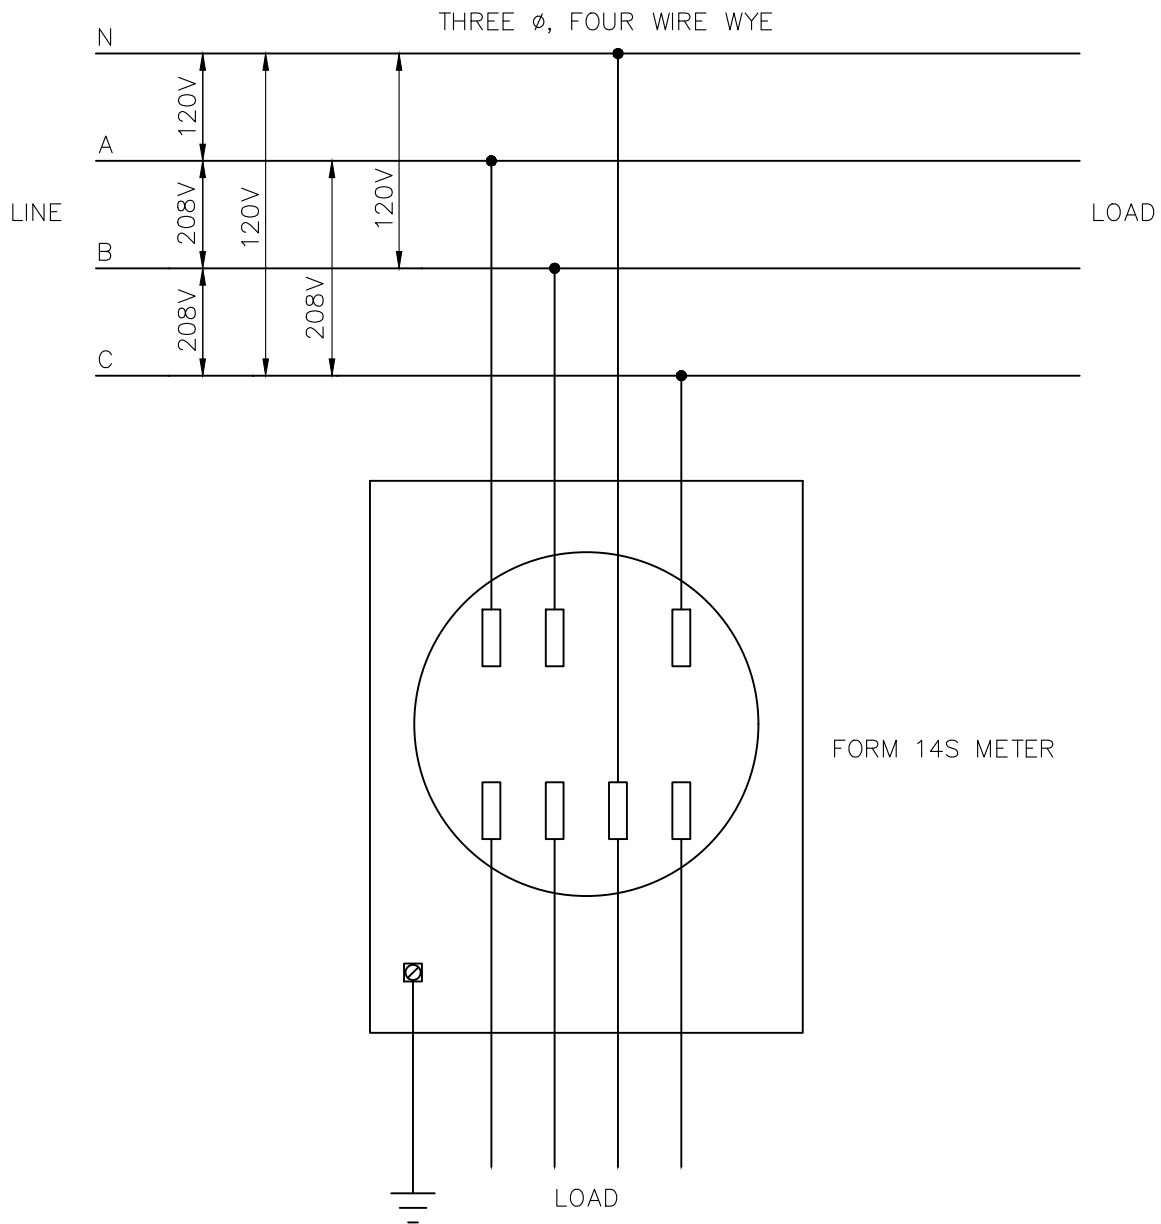 THREE ø, FOUR WIRE WYE
N
120V
A
208V
120V
120V
LINE
LOAD
B
208V
208V
C
FORM 14S METER
LOAD